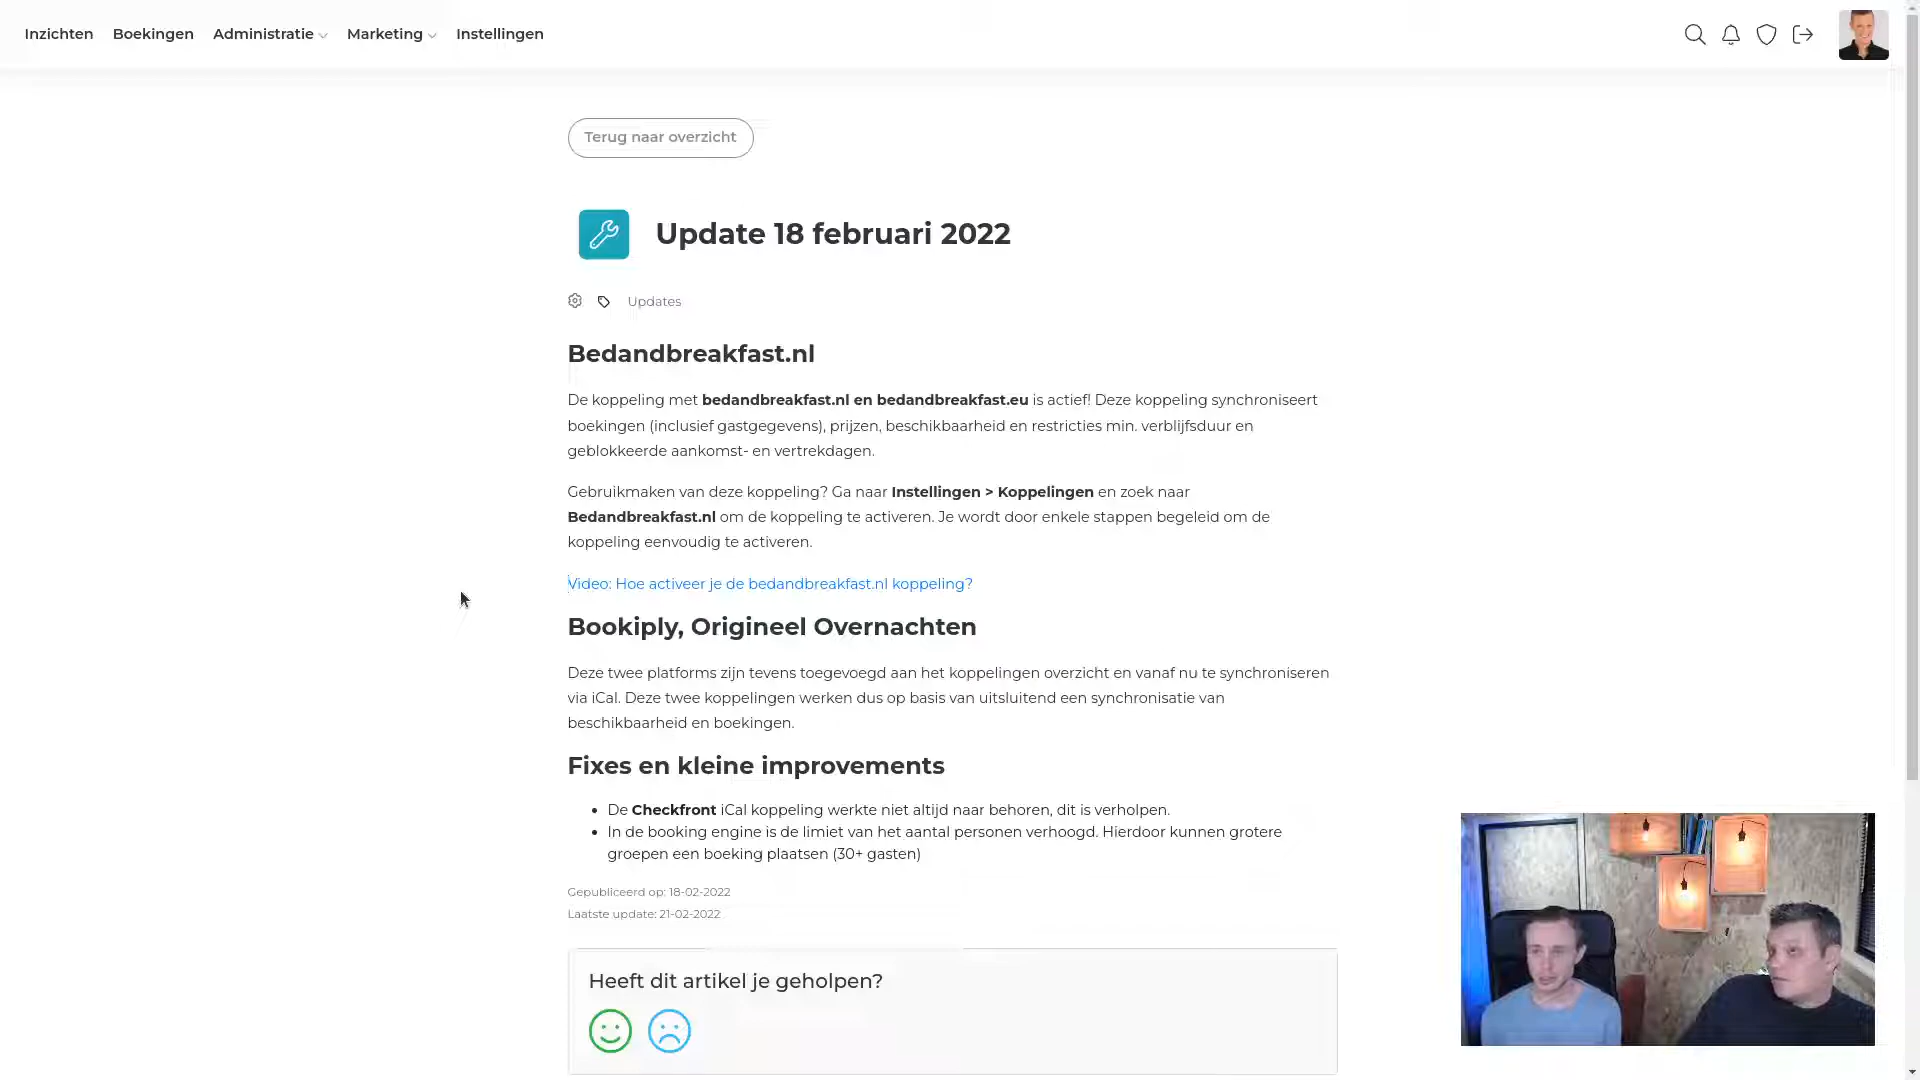 Inzichten Boekingen Administratie Marketing Instellingen
Terug naar overzicht
Update 18 februari 2022
Updates
Bedandbreakfast.nl
De koppeling met bedandbreakfast.nl en bedandbreakfast.eu is actief! Deze koppeling synchroniseert
boekingen (inclusief gastgegevens), prijzen, beschikbaarheid en restricties min. verblijfsduur en
geblokkeerde aankomst- en vertrekdagen.
Gebruikmaken van deze koppeling? Ga naar Instellingen > Koppelingen en zoek naar
Bedandbreakfast.nl om de koppeling te activeren. Je wordt door enkele stappen begeleid om de
koppeling eenvoudig te activeren.
Video: Hoe activeer je de bedandbreakfast.nl koppeling?
Bookiply, Origineel Overnachten
Deze twee platforms zijn tevens toegevoegd aan het koppelingen overzicht en vanaf nu te synchroniseren
via iCal. Deze twee koppelingen werken dus op basis van uitsluitend een synchronisatie van
beschikbaarheid en boekingen.
Fixes en kleine improvements
De Checkfront iCal koppeling werkte niet altijd naar behoren, dit is verholpen.
In de booking engine is de limiet van het aantal personen verhoogd. Hierdoor kunnen grotere
groepen een boeking plaatsen (30+ gasten)
Gepubliceerd op: 18-02-2022
Laatste update: 21-02-2022
Heeft dit artikel je geholpen?